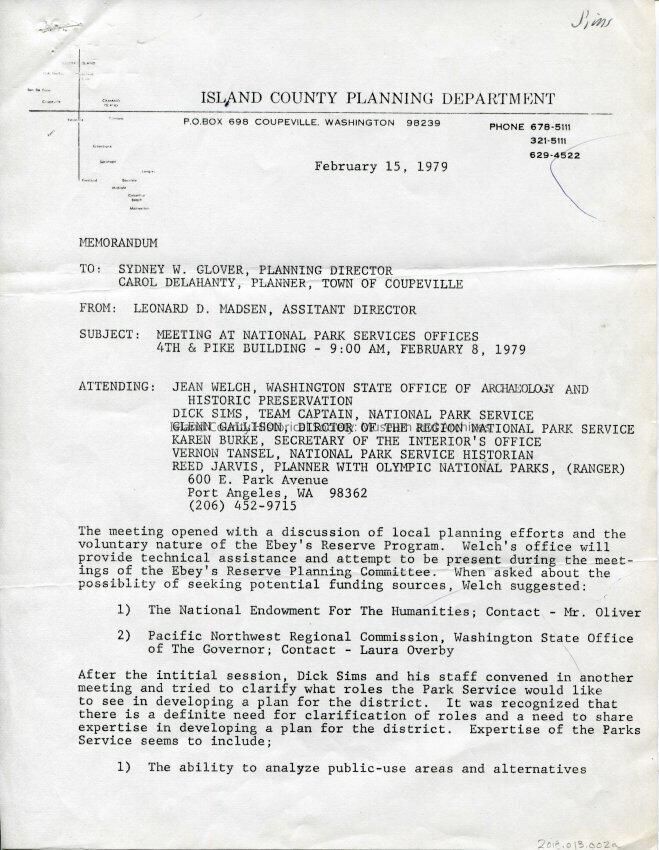 Sims
ISLAND COUNTY PLANNING DEPARTMENT
P.O.BOX 698 COUPEVILLE, WASHINGTON 98239
PHONE 678-5111
321-5111
629-4522
February 15, 1979
MEMORANDUM
TO: SYDNEY W. GLOVER, PLANNING DIRECTOR
CAROL DELAHANTY, PLANNER, TOWN OF COUPEVILLE
FROM: LEONARD D. MADSEN, ASSITANT DIRECTOR
SUBJECT: MEETING AT NATIONAL PARK SERVICES OFFICES
4TH & PIKE BUILDING - 9:00 AM, FEBRUARY 8, 1979
ATTENDING: JEAN WELCH, WASHINGTON STATE OFFICE OF ARCHAEOLOGY AND
HISTORIC PRESERVATION
DICK SIMS, TEAM CAPTAIN, NATIONAL PARK SERVICE
GLENN GALLISON, DIRCTOR OF THE REGION NATIONAL PARK SERVICE
KAREN BURKE, SECRETARY OF THE INTERIOR'S OFFICE
VERNON TANSEL, NATIONAL PARK SERVICE HISTORIAN
REED JARVIS, PLANNER WITH OLYMPIC NATIONAL PARKS, (RANGER)
600 E. Park Avenue
Port Angeles, WA 98362
(206) 452-9715
The meeting opened with a discussion of local planning efforts and the
voluntary nature of the Ebey's Reserve Program. Welch's office will
provide technical assistance and attempt to be present during the meet-
ings of the Ebey's Reserve Planning Committee. When asked about the
possiblity of seeking potential funding sources, Welch suggested:
1) The National Endowment For The Humanities; Contact - Mr. Oliver
2) Pacific Northwest Regional Commission, Washington State Office
of The Governor; Contact - Laura Overby
After the intitial session, Dick Sims and his staff convened in another
meeting and tried to clarify what roles the Park Service would like
to see in developing a plan for the district. It was recognized that
there is a definite need for clarification of roles and a need to share
expertise in developing a plan for the district. Expertise of the Parks
Service seems to include;
1) The ability to analyze public-use areas and alternatives
2018.013.002a